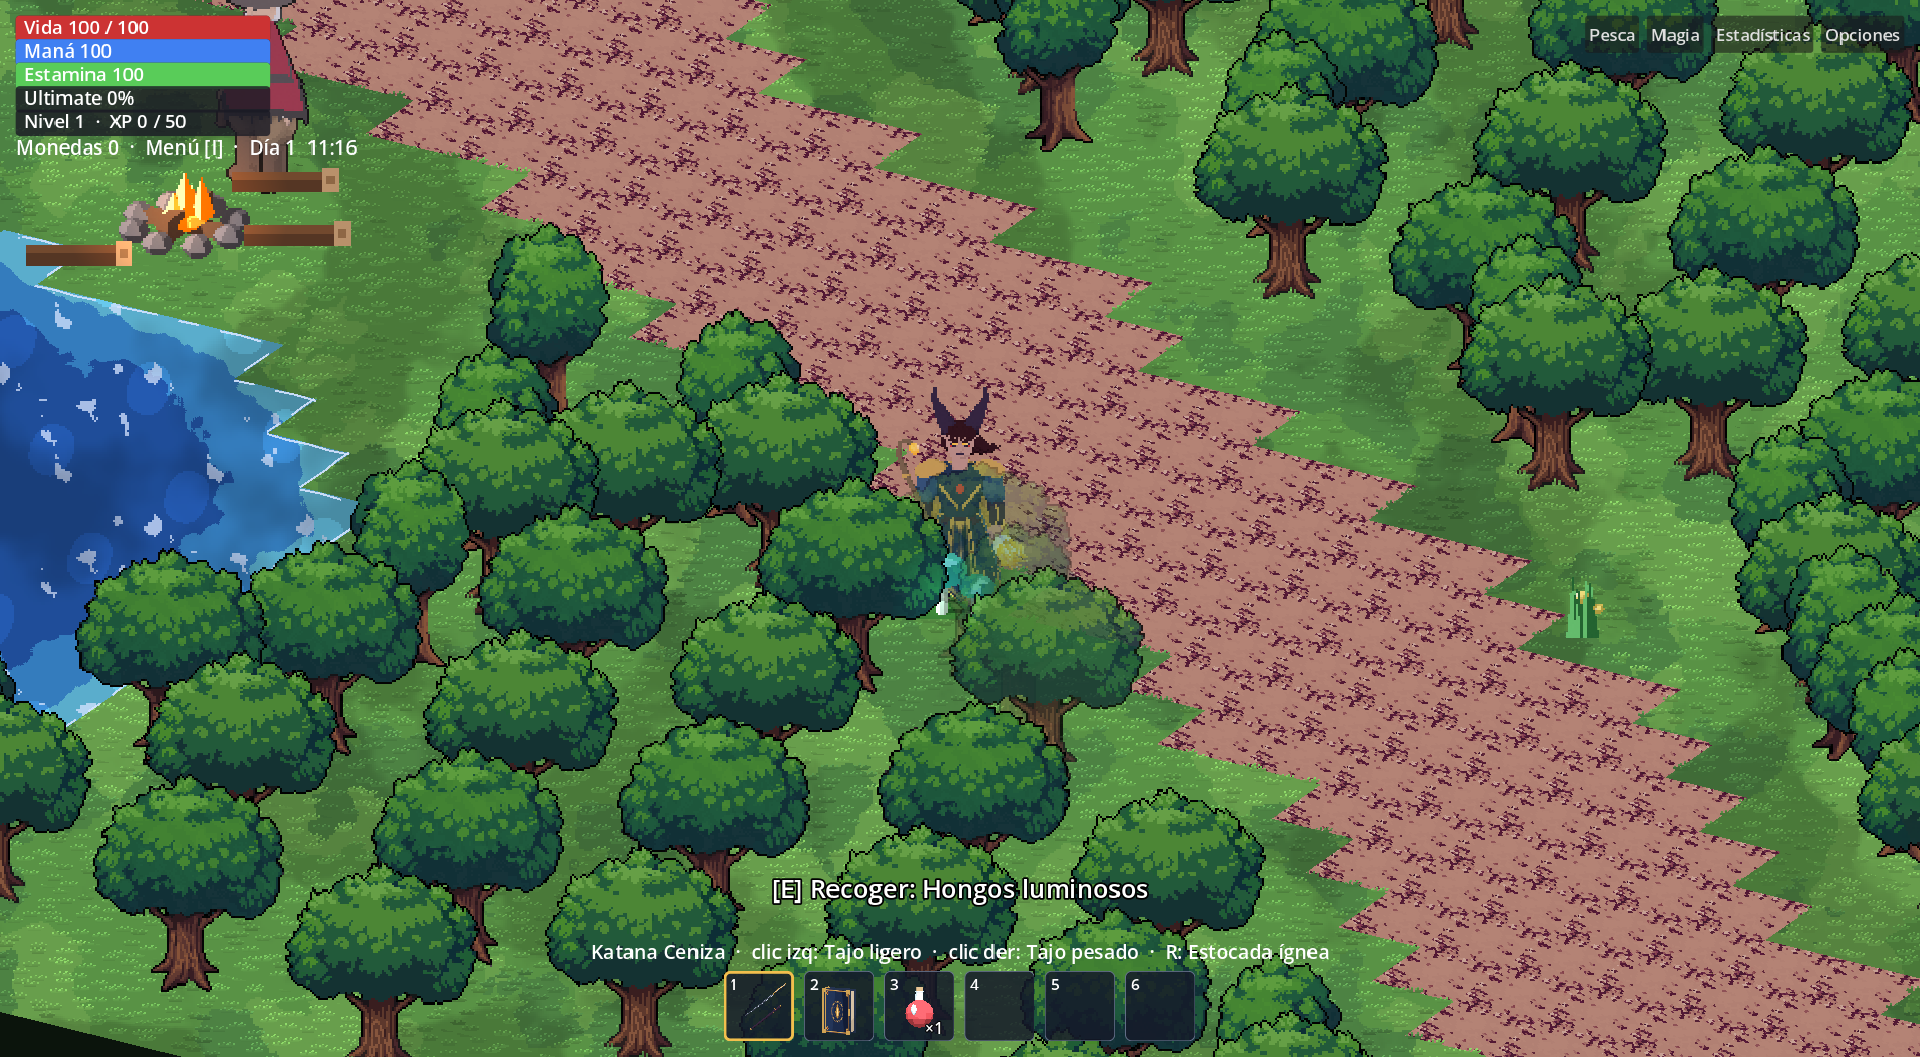 Vida 100 / 100
Maná 100
Estamina 100
Ultimate 0%
Nivel 1 · XP 0 / 50
Monedas 0 · Menú [I] · Día 1 11:16
Pesca Magia Estadísticas Opciones
[E] Recoger: Hongos luminosos
Katana Ceniza · clic izq: Tajo ligero · clic der: Tajo pesado · R: Estocada ígnea
1 2 3 4 5 6
×1